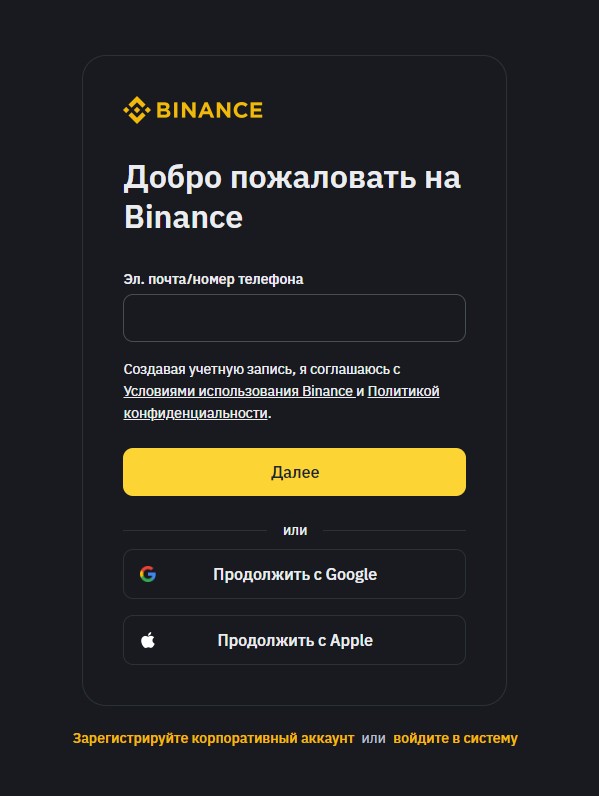 BINANCE
Добро пожаловать на
Binance
Эл. почта/номер телефона
Создавая учетную запись, я соглашаюсь с
Условиями использования Binance и Политикой
конфиденциальности.
Далее
или
Продолжить с Google
Продолжить с Apple
Зарегистрируйте корпоративный аккаунт или войдите в систему